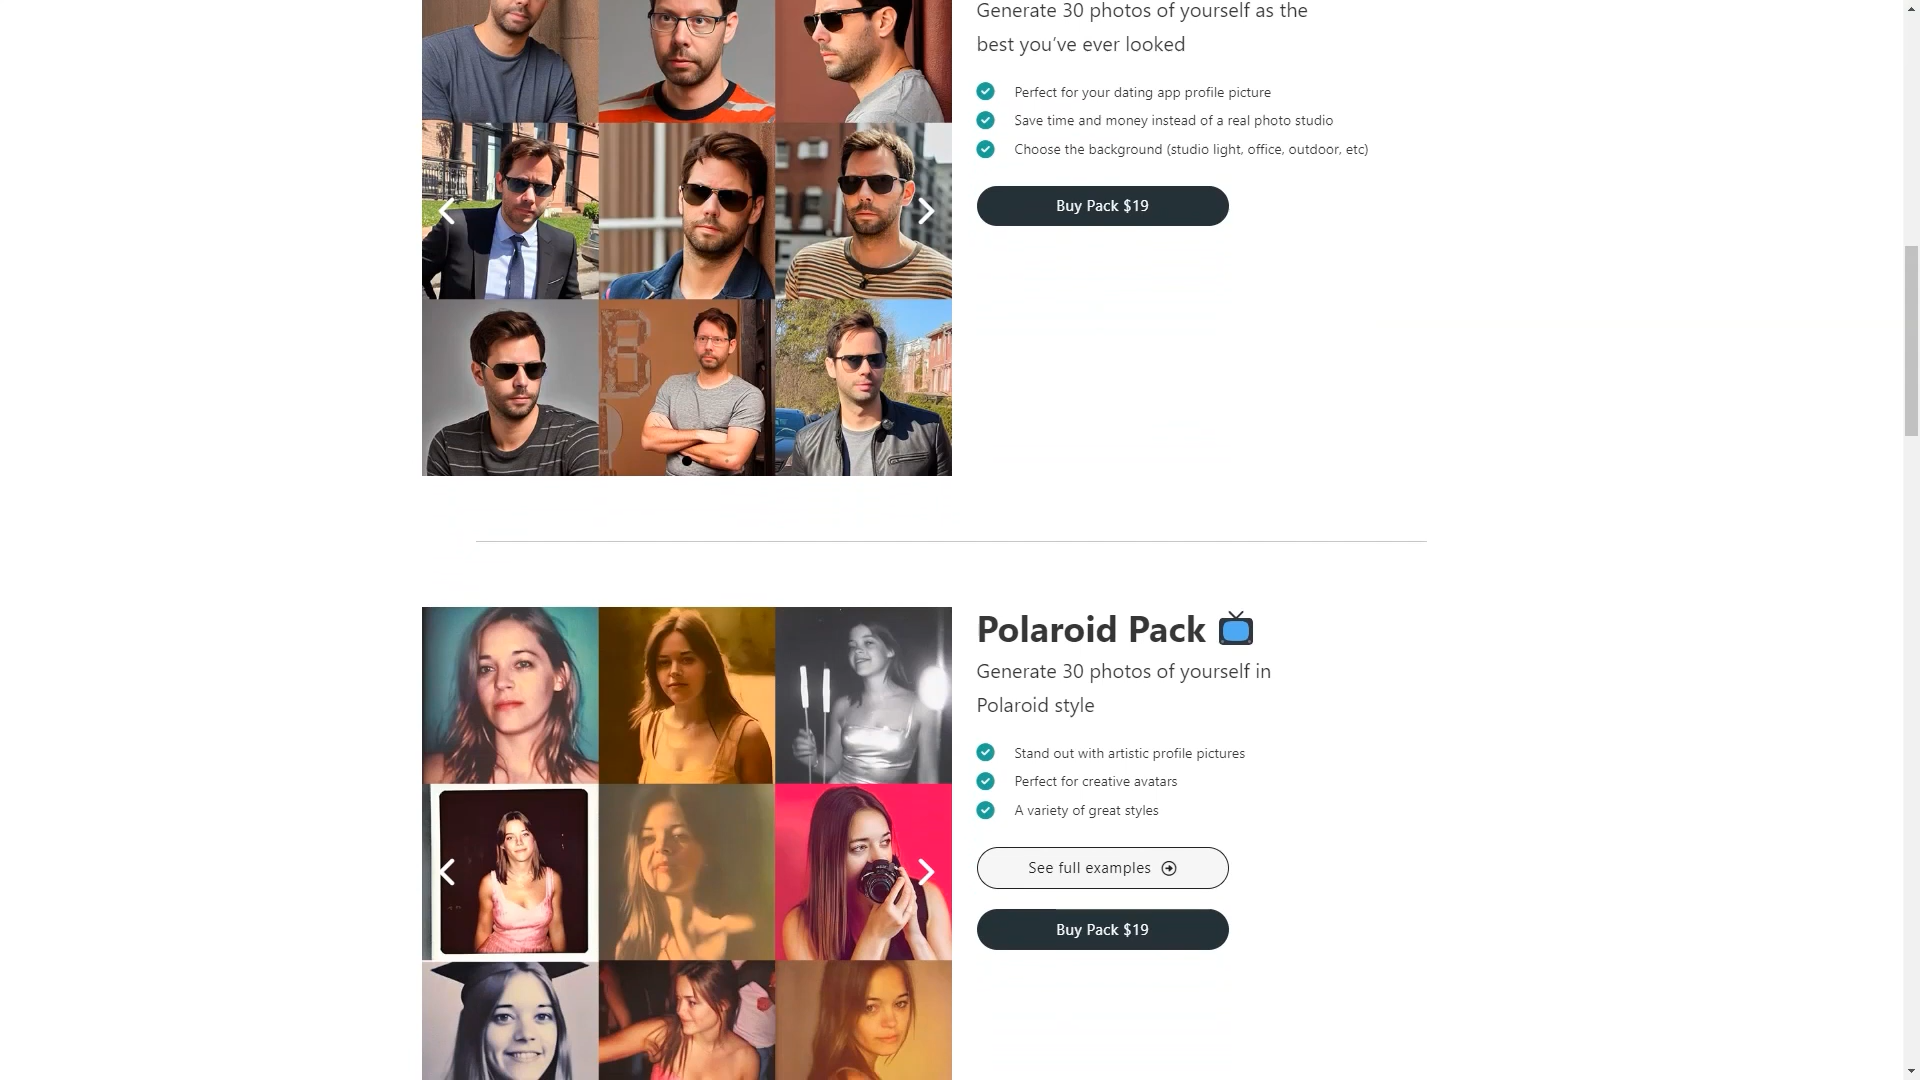 Generate 30 photos of yourself as the
best you’ve ever looked
Perfect for your dating app profile picture
Save time and money instead of a real photo studio
Choose the background (studio light, office, outdoor, etc)
Buy Pack $19
Polaroid Pack
Generate 30 photos of yourself in
Polaroid style
Stand out with artistic profile pictures
Perfect for creative avatars
A variety of great styles
See full examples
Buy Pack $19